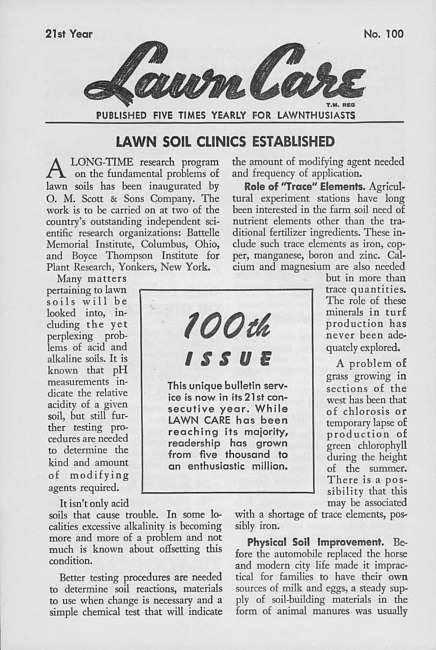 21st Year
No. 100
Lawn Care
T.M. REG
PUBLISHED FIVE TIMES YEARLY FOR LAWNTHUSIASTS
LAWN SOIL CLINICS ESTABLISHED
A LONG-TIME research program
on the fundamental problems of
lawn soils has been inaugurated by
O. M. Scott & Sons Company. The
work is to be carried on at two of the
country's outstanding independent sci-
entific research organizations: Battelle
Memorial Institute, Columbus, Ohio,
and Boyce Thompson Institute for
Plant Research, Yonkers, New York.
Many matters
pertaining to lawn
soils will be
looked into, in-
cluding the yet
perplexing prob-
lems of acid and
alkaline soils. It is
known that pH
measurements in-
dicate the relative
acidity of a given
soil, but still fur-
ther testing pro-
cedures are needed
to determine the
kind and amount
of modifying
agents required.
It isn't only acid
soils that cause trouble. In some lo-
calities excessive alkalinity is becoming
more and more of a problem and not
much is known about offsetting this
condition.
Better testing procedures are needed
to determine soil reactions, materials
to use when change is necessary and a
simple chemical test that will indicate
100th
ISSUE
This unique bulletin serv-
ice is now in its 21st con-
secutive year. While
LAWN CARE has been
reaching its majority,
readership has grown
from five thousand to
an enthusiastic million.
the amount of modifying agent needed
and frequency of application.
Role of "Trace" Elements. Agricul-
tural experiment stations have long
been interested in the farm soil need of
nutrient elements other than the tra-
ditional fertilizer ingredients. These in-
clude such trace elements as iron, cop-
per, manganese, boron and zinc. Cal-
cium and magnesium are also needed
but in more than
trace quantities.
The role of these
minerals in turf
production has
never been ade-
quately explored.
A problem of
grass growing in
sections of the
west has been that
of chlorosis or
temporary lapse of
production of
green chlorophyll
during the height
of the summer.
There is a pos-
sibility that this
may be associated
with a shortage of trace elements, pos-
sibly iron.
Physical Soil Improvement. Be-
fore the automobile replaced the horse
and modern city life made it imprac-
tical for families to have their own
sources of milk and eggs, a steady sup-
ply of soil-building materials in the
form of animal manures was usually